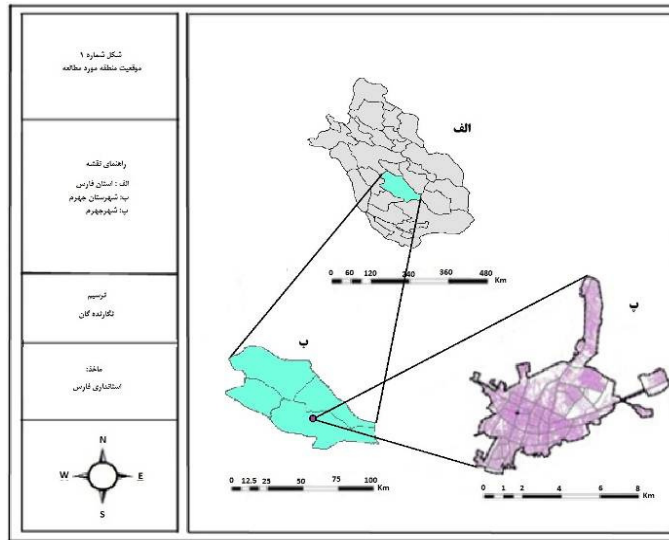 شکل شماره ۱
موقعیت منطقه مورد مطالعه
راهنمای نقشه
الف : استان فارس
ب: شهرستان جهرم
پ: شهرجهرم
ترسیم
نگارنده گان
ماخذ:
استانداری فارس
N
W E
S
الف
0 60 120 240 360 480
Km
ب
0 12.5 25 50 75 100
Km
پ
0 1 2 4 6 8
Km